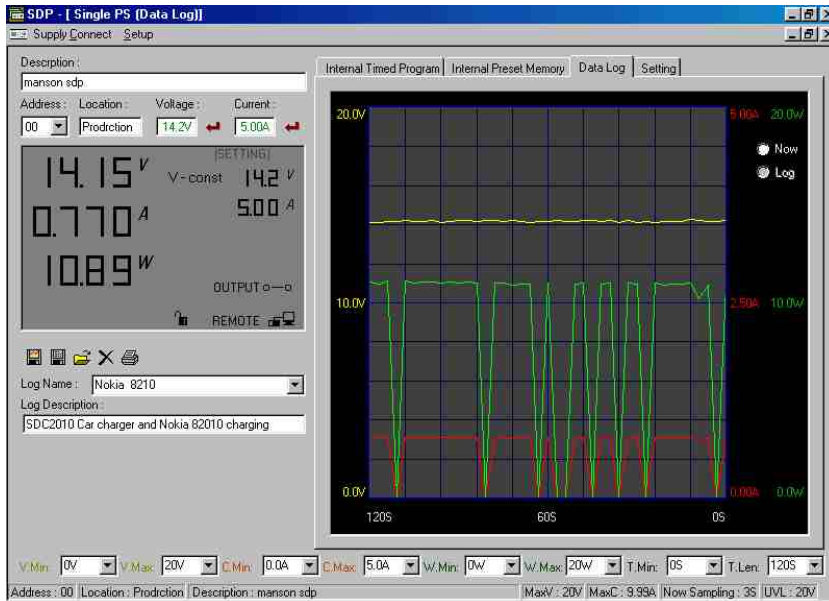 SDP - [ Single PS (Data Log)]
Supply Connect Setup
Descrption :
manson sdp
Address : Location : Voltage : Current :
00 Prodrction 14.2V 5.00A
Internal Timed Program Internal Preset Memory Data Log Setting
[SETTING]
14.15 V V-const 14.2 V
0.770 A 5.00 A
10.89 W
OUTPUT
REMOTE
20.0V 5.00A 20.0W
Now
Log
10.0V 2.50A 10.0W
0.0V 0.00A 0.0W
120S 60S 0S
Log Name : Nokia 8210
Log Description :
SDC2010 Car charger and Nokia 82010 charging
V.Min: 0V V.Max: 20V C.Min: 0.0A C.Max: 5.0A W.Min: 0W W.Max: 20W T.Min: 0S T.Len: 120S
Address : 00 Location : Prodrction Description : manson sdp MaxV : 20V MaxC : 9.99A Now Sampling : 3S UVL : 20V